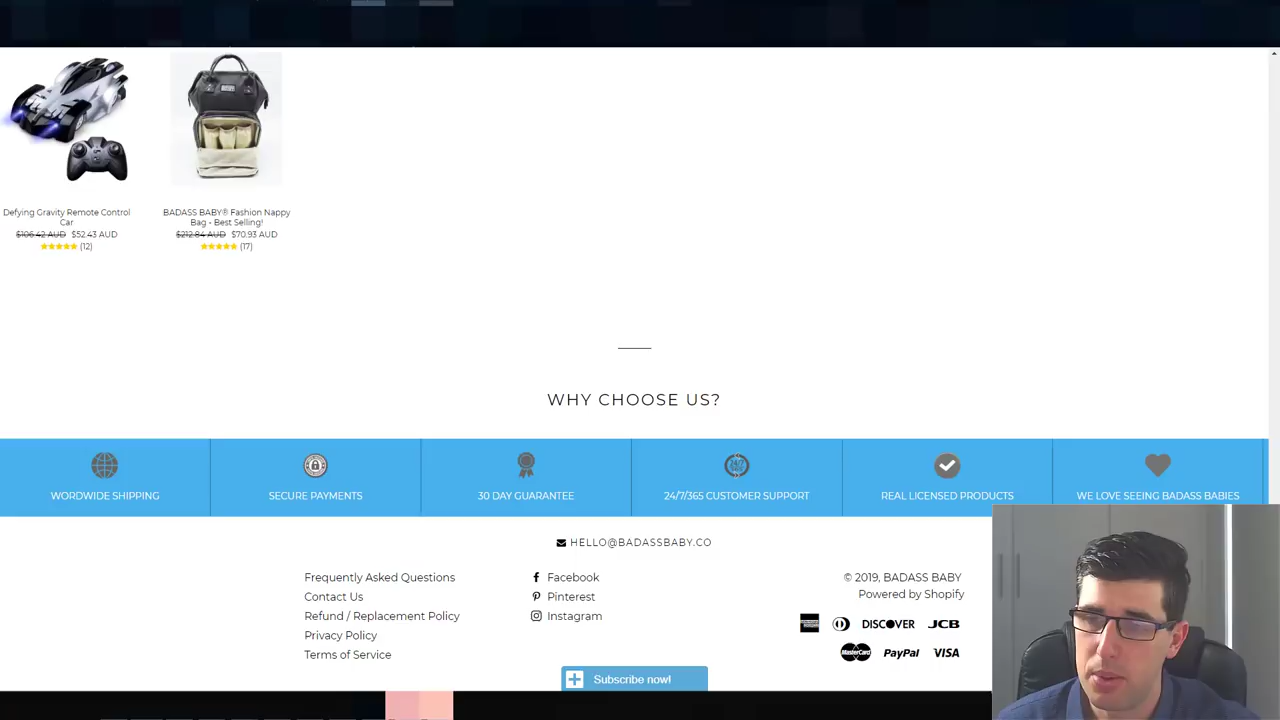 Defying Gravity Remote Control
Car
$106.42 AUD $52.43 AUD
(12)
BADASS BABY® Fashion Nappy
Bag - Best Selling!
$212.84 AUD $70.93 AUD
(17)
WHY CHOOSE US?
WORDWIDE SHIPPING
SECURE PAYMENTS
30 DAY GUARANTEE
24/7/365 CUSTOMER SUPPORT
REAL LICENSED PRODUCTS
WE LOVE SEEING BADASS BABIES
HELLO@BADASSBABY.CO
Frequently Asked Questions
Contact Us
Refund / Replacement Policy
Privacy Policy
Terms of Service
Facebook
Pinterest
Instagram
© 2019, BADASS BABY
Powered by Shopify
DISCOVER JCB
MasterCard PayPal VISA
Subscribe now!